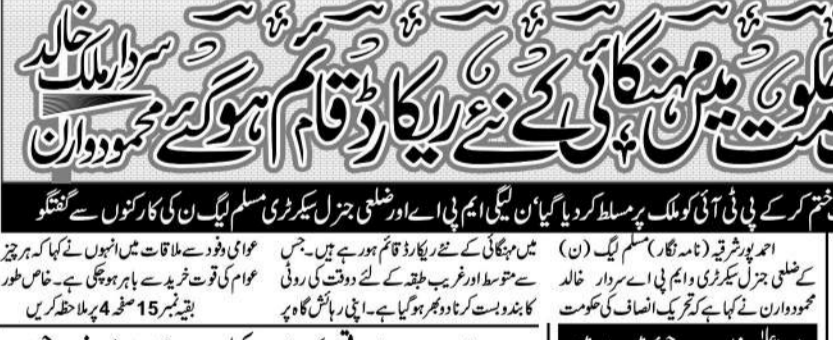 حکومت میں مہنگائی کے نئے ریکارڈ قائم ہوگئے
سردار ملک خالد
محمود وارن
ختم کرکے پی ٹی آئی کو ملک پر مسلط کردیا گیا‘ ن لیگی ایم پی اے اور ضلعی جنرل سیکرٹری مسلم لیگ ن کی کارکنوں سے گفتگو
احمد پور شرقیہ (نامہ نگار) مسلم لیگ (ن)
کے ضلعی جنرل سیکرٹری و ایم پی اے سردار خالد
محمود وارن نے کہا ہے کہ تحریک انصاف کی حکومت
میں مہنگائی کے نئے ریکارڈ قائم ہورہے ہیں۔ جس
سے متوسط اور غریب طبقہ کے لئے دو وقت کی روٹی
کا بندوبست کرنا دوبھر ہوگیا ہے۔ اپنی رہائش گاہ پر
عوامی وفود سے ملاقات میں انہوں نے کہا کہ ہر چیز
عوام کی قوت خرید سے باہر ہوچکی ہے۔ خاص طور
بقیہ نمبر 15 صفحہ 4 پر ملاحظہ کریں